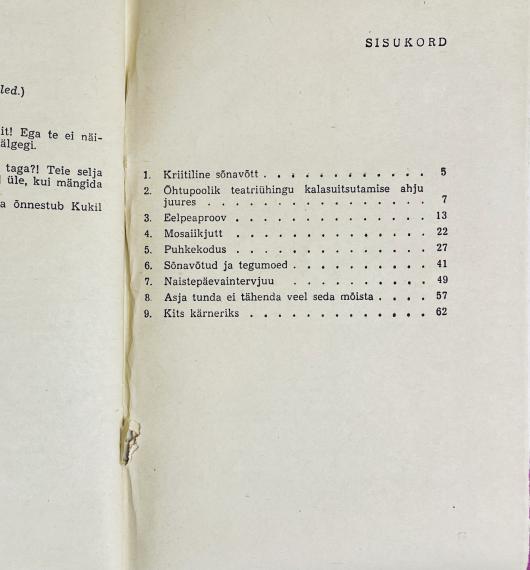 led.)
it! Ega te ei näi-
älgegi.
taga?! Teie selja
üle, kui mängida
a õnnestub Kukil
SISUKORD
1. Kriitiline sõnavõtt . . . . . . . . . . . 5
2. Õhtupoolik teatriühingu kalasuitsutamise ahju
juures . . . . . . . . . . . . . . . 7
3. Eelpeaproov . . . . . . . . . . . . . 13
4. Mosaiikjutt . . . . . . . . . . . . . 22
5. Puhkekodus . . . . . . . . . . . . . 27
6. Sõnavõtud ja tegumoed . . . . . . . . . 41
7. Naistepäevaintervjuu . . . . . . . . . . 49
8 Asja tunda ei tähenda veel seda mõista . . . . 57
9. Kits kärneriks . . . . . . . . . . . . 62